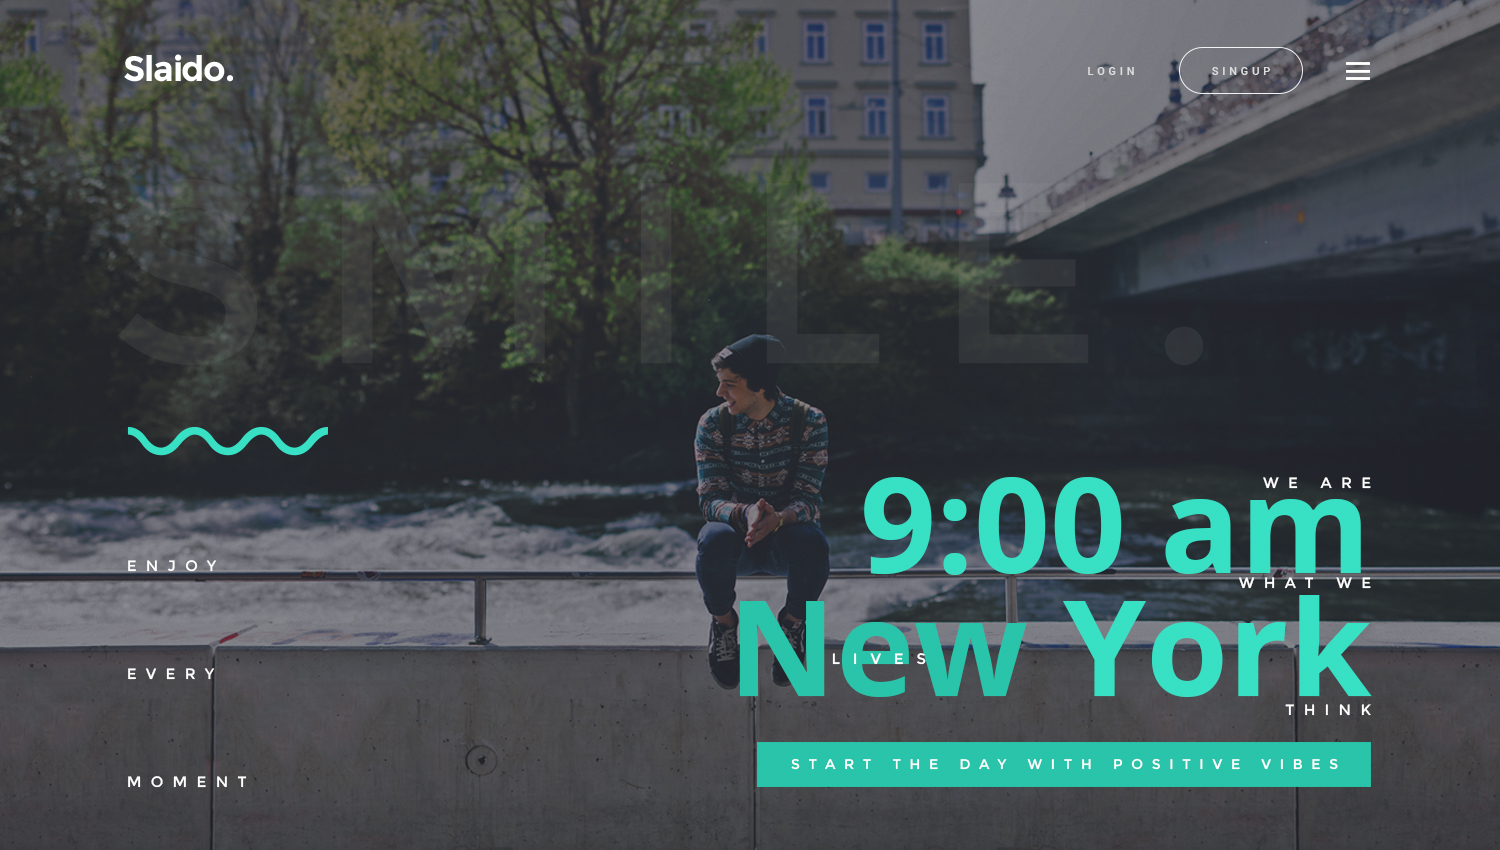 Slaido.
LOGIN
SINGUP
SMILE.
WE ARE
9:00 am
ENJOY
WHAT WE
New York
LIVES
EVERY
THINK
START THE DAY WITH POSITIVE VIBES
MOMENT